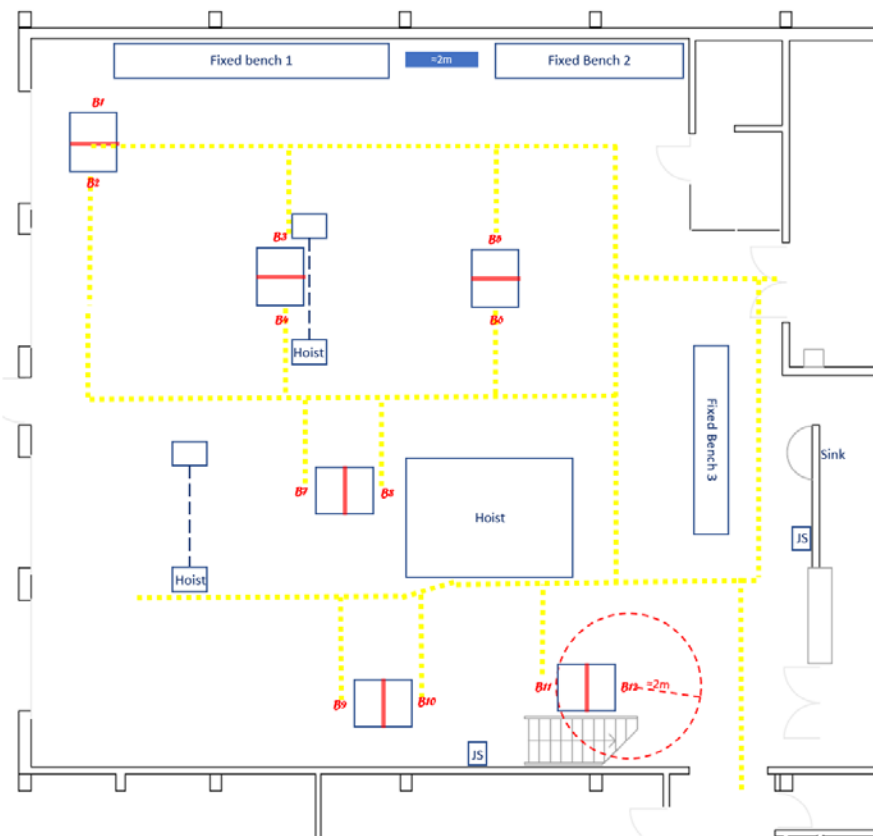 Fixed bench 1
≈2m
Fixed Bench 2
B1
B2
B3
B5
B4
B6
Hoist
Fixed Bench 3
Sink
B7
B8
Hoist
JS
Hoist
B11
B12
≈2m
B9
B10
JS